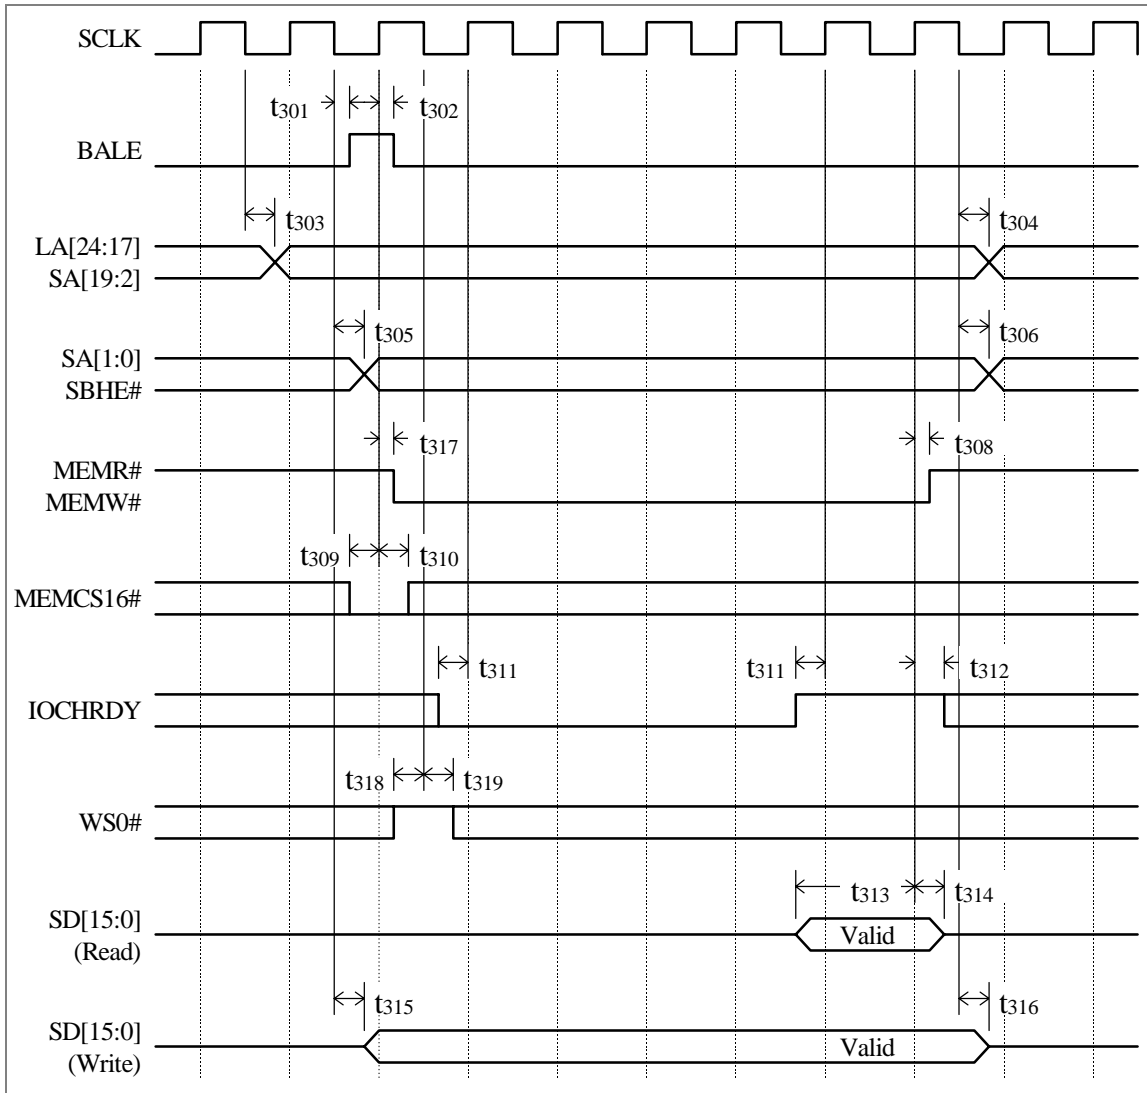 SCLK
t301 t302
BALE
t303 t304
LA[24:17]
SA[19:2]
t305 t306
SA[1:0]
SBHE#
t317 t308
MEMR#
MEMW#
t309 t310
MEMCS16#
t311 t311 t312
IOCHRDY
t318 t319
WS0#
t313 t314
SD[15:0]
(Read)
Valid
t315 t316
SD[15:0]
(Write)
Valid